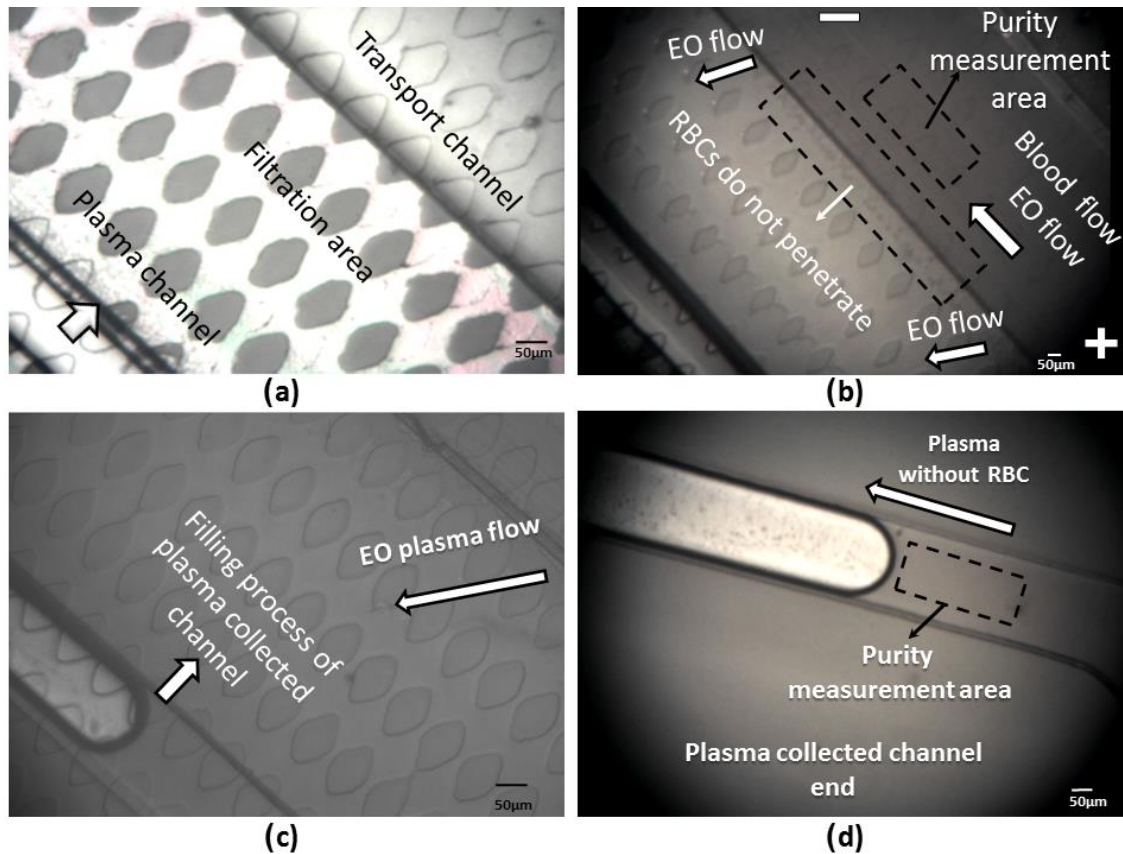 Transport channel
Filtration area
Plasma channel
50μm
(a)
−
EO flow
Purity
measurement
area
RBCs do not penetrate
Blood flow
EO flow
EO flow
50μm
+
(b)
Filling process of
plasma collected
channel
EO plasma flow
50μm
(c)
Plasma
without RBC
Purity
measurement area
Plasma collected channel
end
50μm
(d)